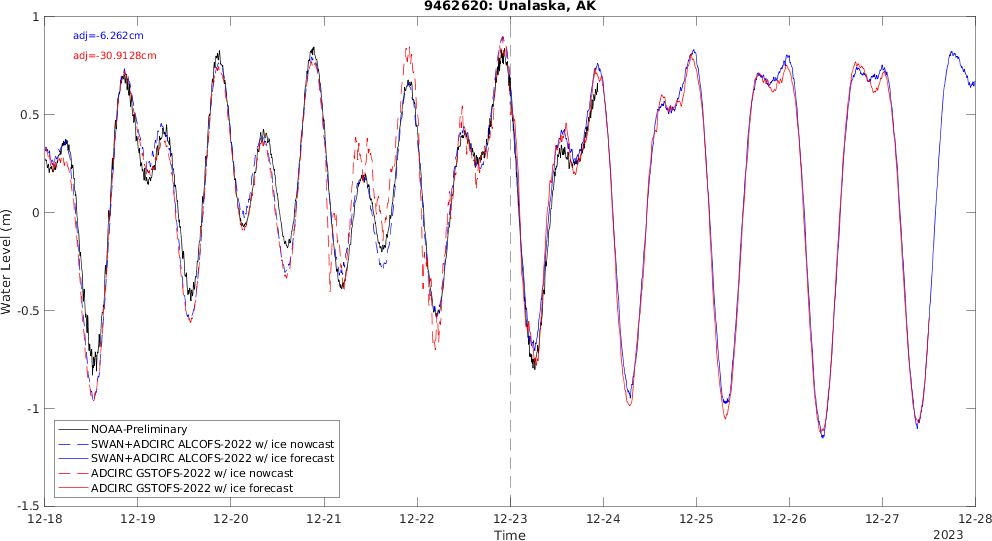 9462620: Unalaska, AK
adj=-6.262cm
adj=-30.9128cm
1
0.5
0
-0.5
-1
-1.5
Water Level (m)
NOAA-Preliminary
SWAN+ADCIRC ALCOFS-2022 w/ ice nowcast
SWAN+ADCIRC ALCOFS-2022 w/ ice forecast
ADCIRC GSTOFS-2022 w/ ice nowcast
ADCIRC GSTOFS-2022 w/ ice forecast
12-18 12-19 12-20 12-21 12-22 12-23 12-24 12-25 12-26 12-27 12-28
Time
2023